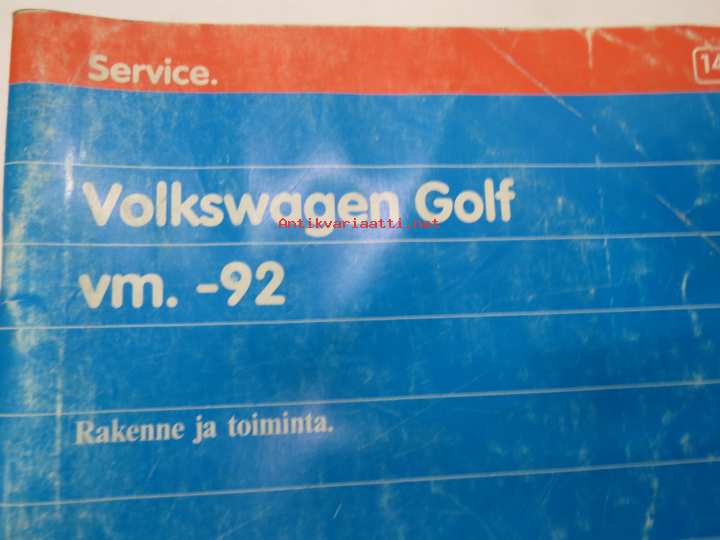 Service.
14
Volkswagen Golf
Antikvariaatti.net
vm. -92
Rakenne ja toiminta.